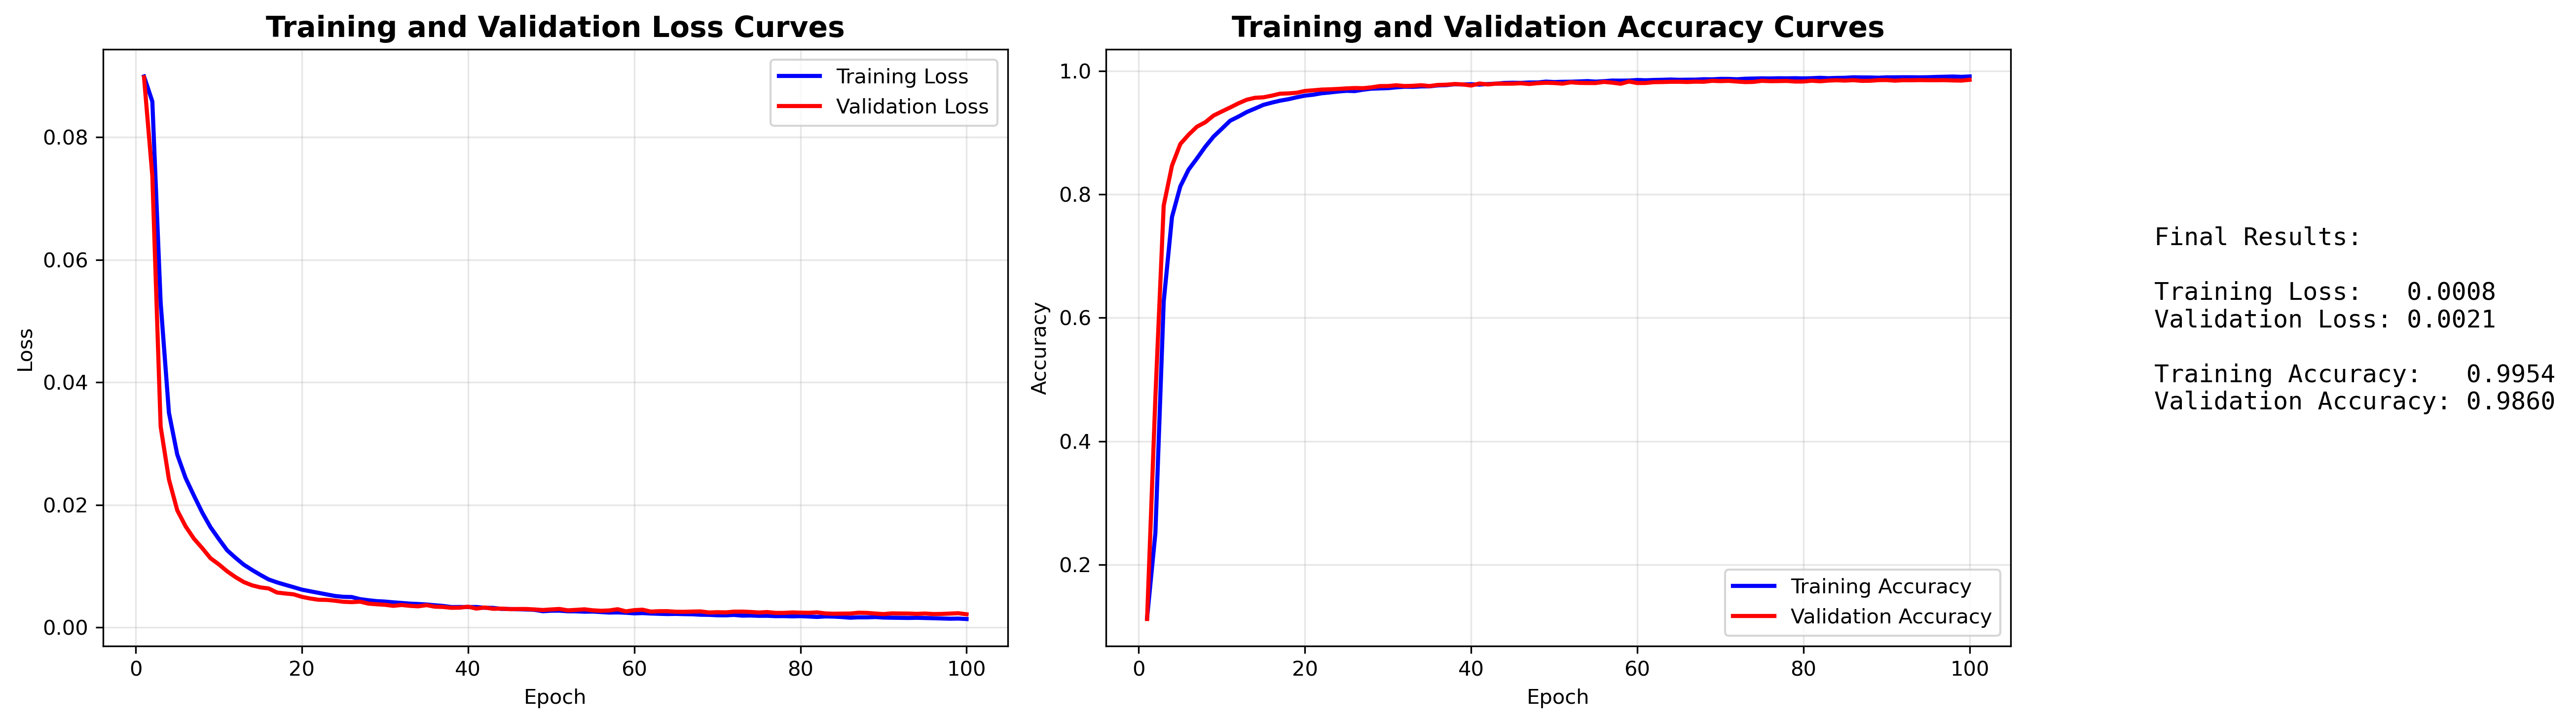 Training and Validation Loss Curves
Loss
0.08
0.06
0.04
0.02
0.00
0 20 40 60 80 100
Epoch
Training Loss
Validation Loss
Training and Validation Accuracy Curves
Accuracy
1.0
0.8
0.6
0.4
0.2
0 20 40 60 80 100
Epoch
Training Accuracy
Validation Accuracy
Final Results:
Training Loss: 0.0008
Validation Loss: 0.0021
Training Accuracy: 0.9954
Validation Accuracy: 0.9860